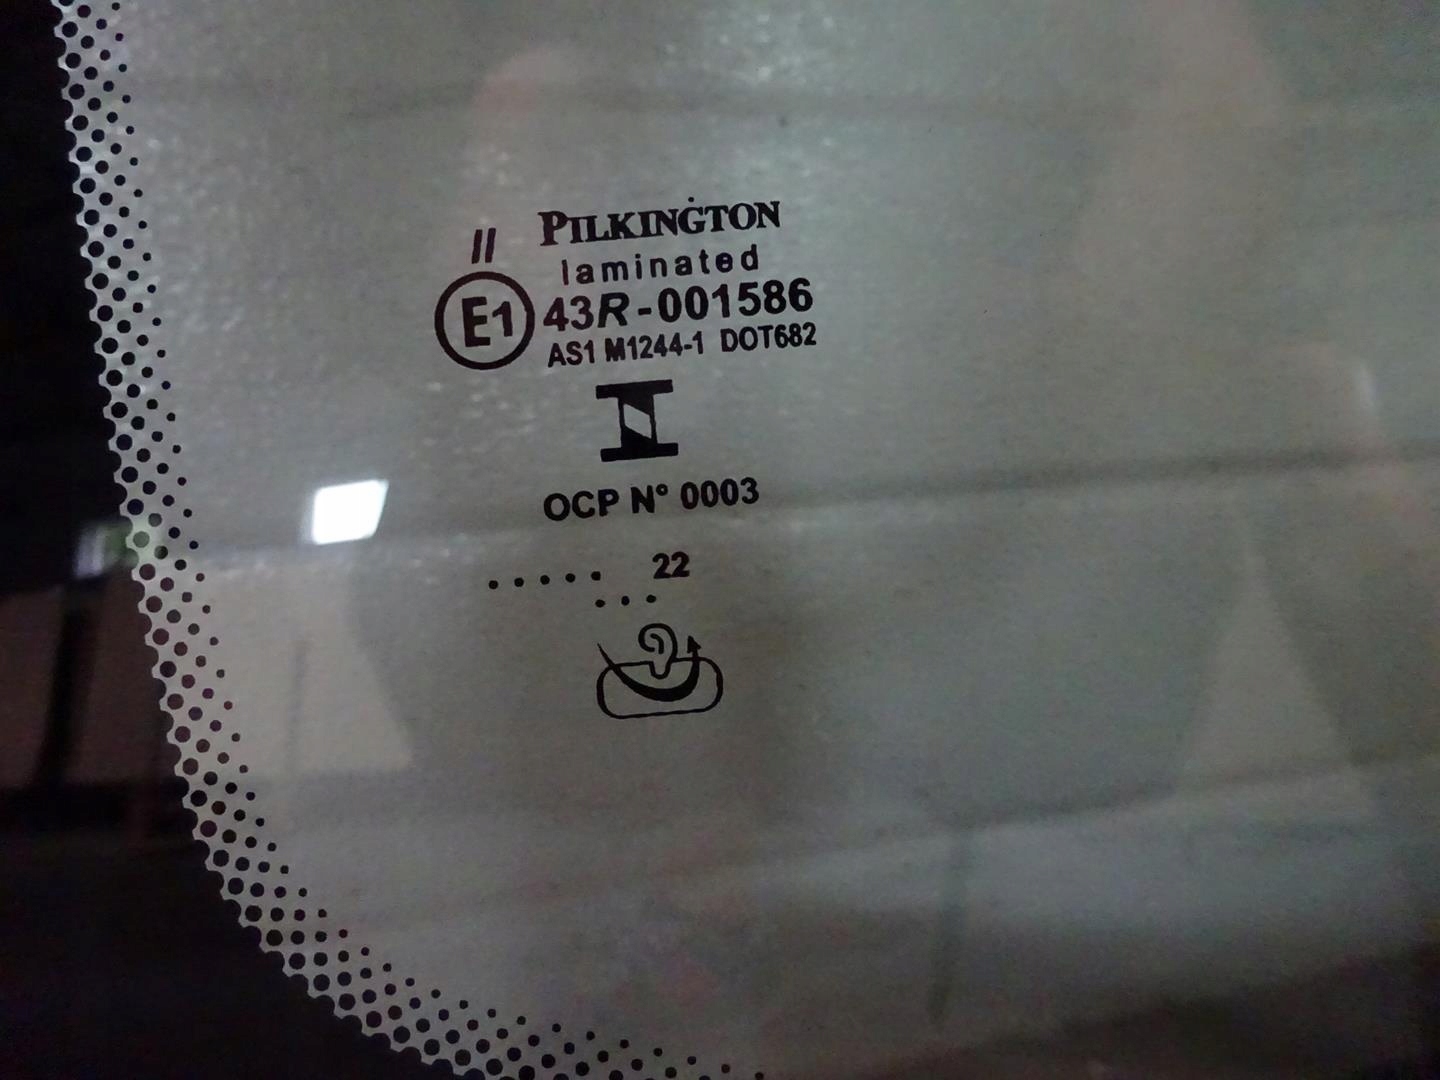 PILKINGTON
II laminated
E1 43R-001586
AS1 M1244-1 DOT682
OCP N° 0003
..... 22
...